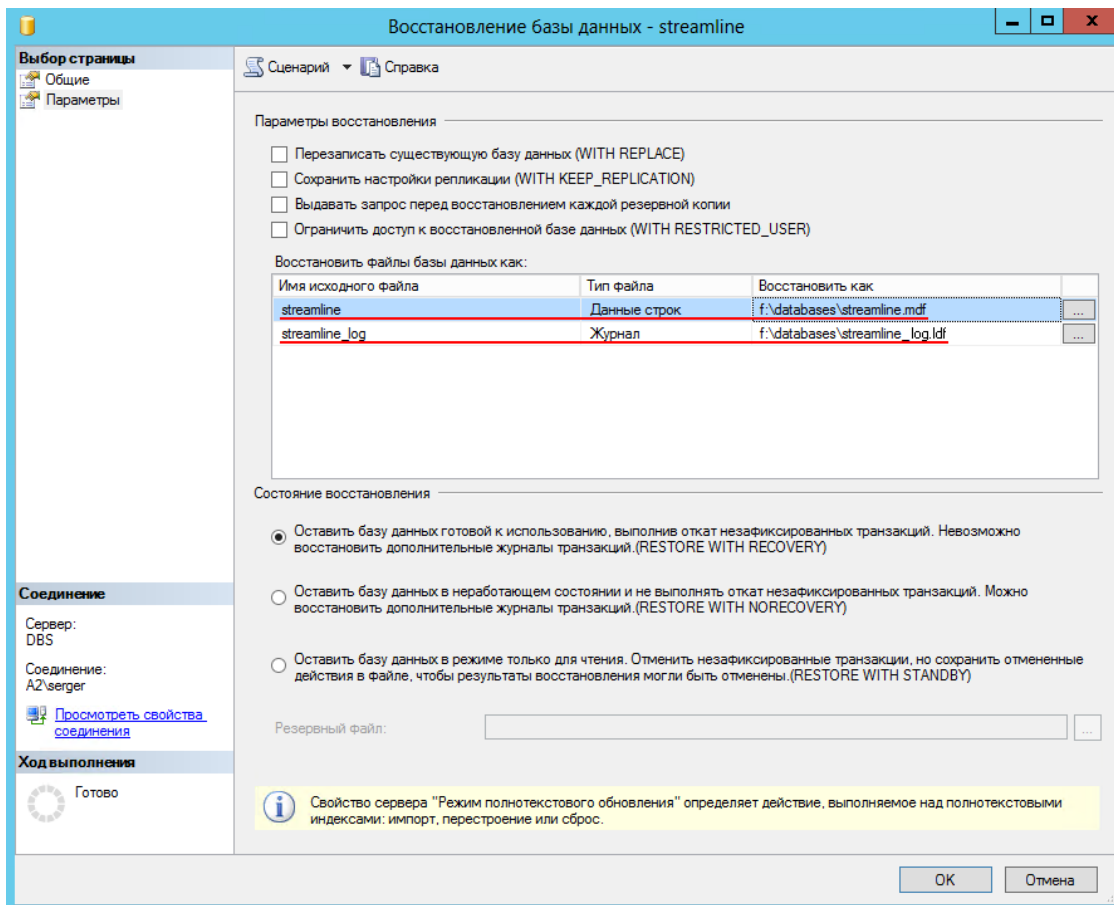 Восстановление базы данных - streamline
Выбор страницы
Общие
Параметры
Сценарий
Справка
Параметры восстановления
Перезаписать существующую базу данных (WITH REPLACE)
Сохранить настройки репликации (WITH KEEP_REPLICATION)
Выдавать запрос перед восстановлением каждой резервной копии
Ограничить доступ к восстановленной базе данных (WITH RESTRICTED_USER)
Восстановить файлы базы данных как:
Имя исходного файла Тип файла Восстановить как
streamline Данные строк f:\databases\streamline.mdf ...
streamline_log Журнал f:\databases\streamline_log.ldf ...
Состояние восстановления
Оставить базу данных готовой к использованию, выполнив откат незафиксированных транзакций. Невозможно
восстановить дополнительные журналы транзакций.(RESTORE WITH RECOVERY)
Оставить базу данных в неработающем состоянии и не выполнять откат незафиксированных транзакций. Можно
восстановить дополнительные журналы транзакций.(RESTORE WITH NORECOVERY)
Оставить базу данных в режиме только для чтения. Отменить незафиксированные транзакции, но сохранить отмененные
действия в файле, чтобы результаты восстановления могли быть отменены.(RESTORE WITH STANDBY)
Резервный файл: ...
Соединение
Сервер:
DBS
Соединение:
A2\serger
Просмотреть свойства
соединения
Ход выполнения
Готово
Свойство сервера "Режим полнотекстового обновления" определяет действие, выполняемое над полнотекстовыми
индексами: импорт, перестроение или сброс.
OK Отмена